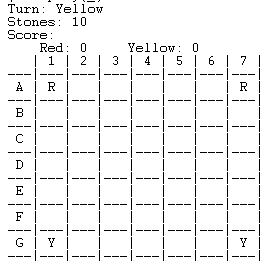 Turn: Yellow
Stones: 10
Score:
    Red: 0     Yellow: 0
   | 1 | 2 | 3 | 4 | 5 | 6 | 7 |
---|---|---|---|---|---|---|---|
 A | R |   |   |   |   |   | R |
---|---|---|---|---|---|---|---|
 B |   |   |   |   |   |   |   |
---|---|---|---|---|---|---|---|
 C |   |   |   |   |   |   |   |
---|---|---|---|---|---|---|---|
 D |   |   |   |   |   |   |   |
---|---|---|---|---|---|---|---|
 E |   |   |   |   |   |   |   |
---|---|---|---|---|---|---|---|
 F |   |   |   |   |   |   |   |
---|---|---|---|---|---|---|---|
 G | Y |   |   |   |   |   | Y |
---|---|---|---|---|---|---|---|